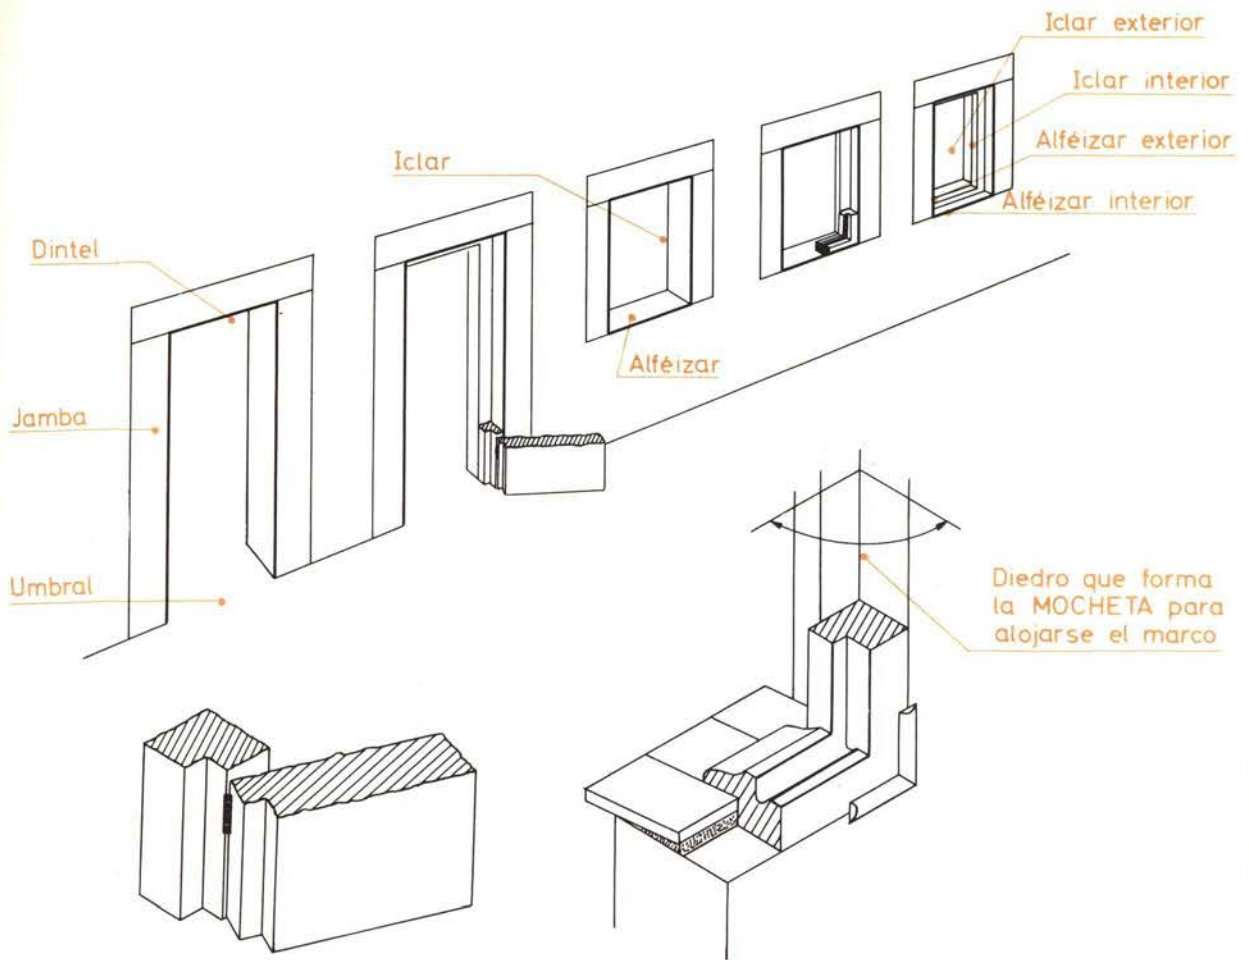 Iclar exterior
Iclar interior
Alféizar exterior
Alféizar interior
Iclar
Dintel
Alféizar
Jamba
Umbral
Diedro que forma
la MOCHETA para
alojarse el marco